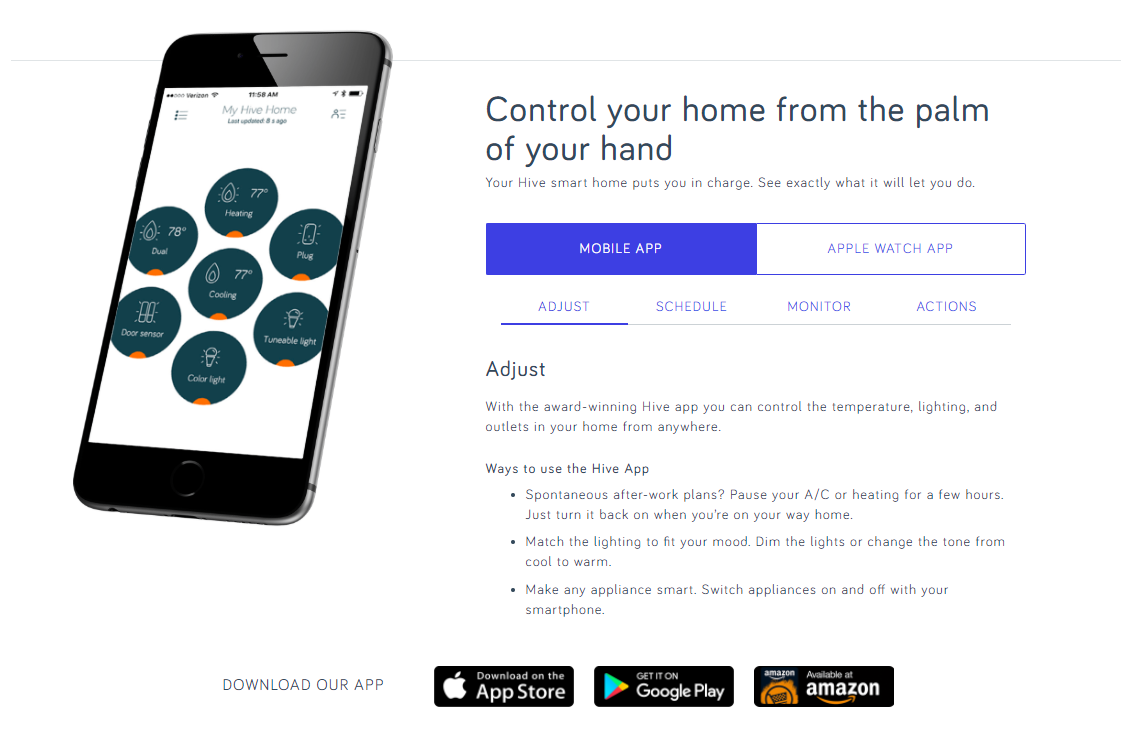 Verizon 11:58 AM
My Hive Home
Last updated: 8 s ago
77°
Heating
78°
Dual
Plug
77°
Cooling
Door sensor
Tuneable light
Color light
Control your home from the palm
of your hand
Your Hive smart home puts you in charge. See exactly what it will let you do.
MOBILE APP APPLE WATCH APP
ADJUST SCHEDULE MONITOR ACTIONS
Adjust
With the award-winning Hive app you can control the temperature, lighting, and
outlets in your home from anywhere.
Ways to use the Hive App
• Spontaneous after-work plans? Pause your A/C or heating for a few hours.
Just turn it back on when you're on your way home.
• Match the lighting to fit your mood. Dim the lights or change the tone from
cool to warm.
• Make any appliance smart. Switch appliances on and off with your
smartphone.
DOWNLOAD OUR APP
Download on the
App Store
GET IT ON
Google Play
amazon
Available at
amazon